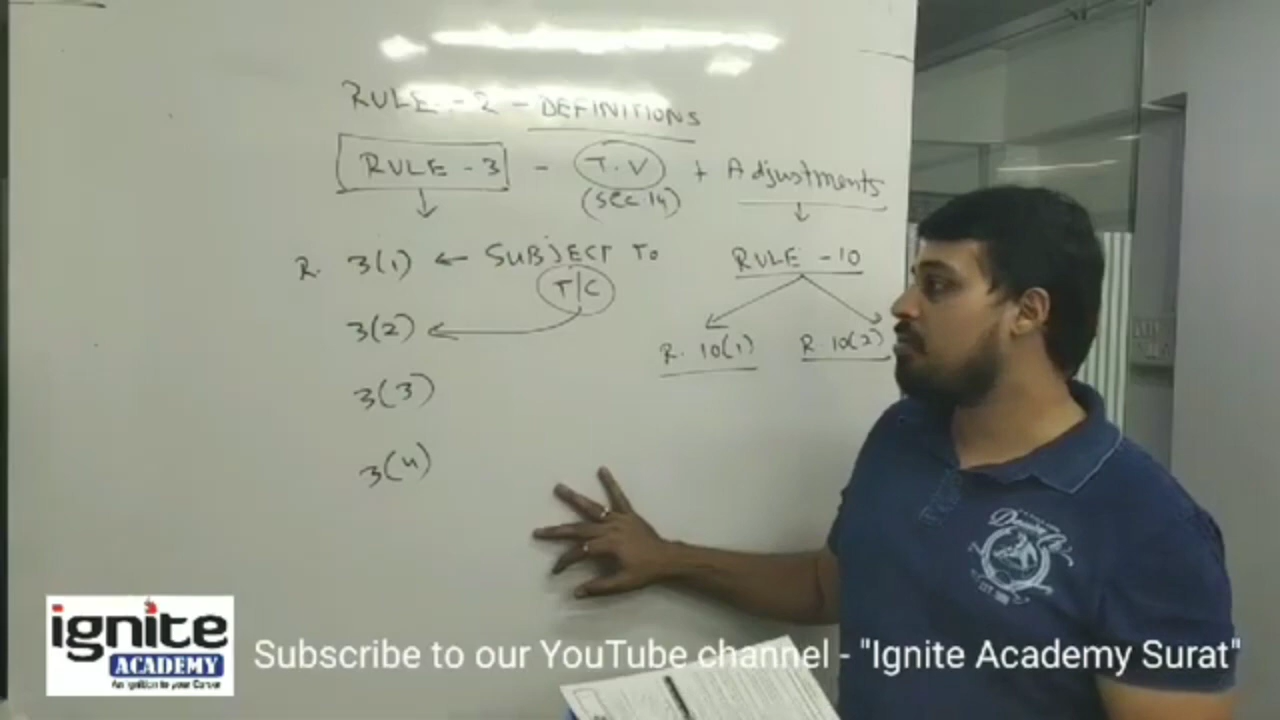 RULE - 2 - DEFINITIONS
RULE - 3 - T.V + Adjustments
(Sec.14)
R. 3(1) ← SUBJECT TO
T/C
RULE - 10
3(2)
R. 10(1) R. 10(2)
3(3)
3(4)
ignite
ACADEMY
An ignition to your Career
Subscribe to our YouTube channel - "Ignite Academy Surat"